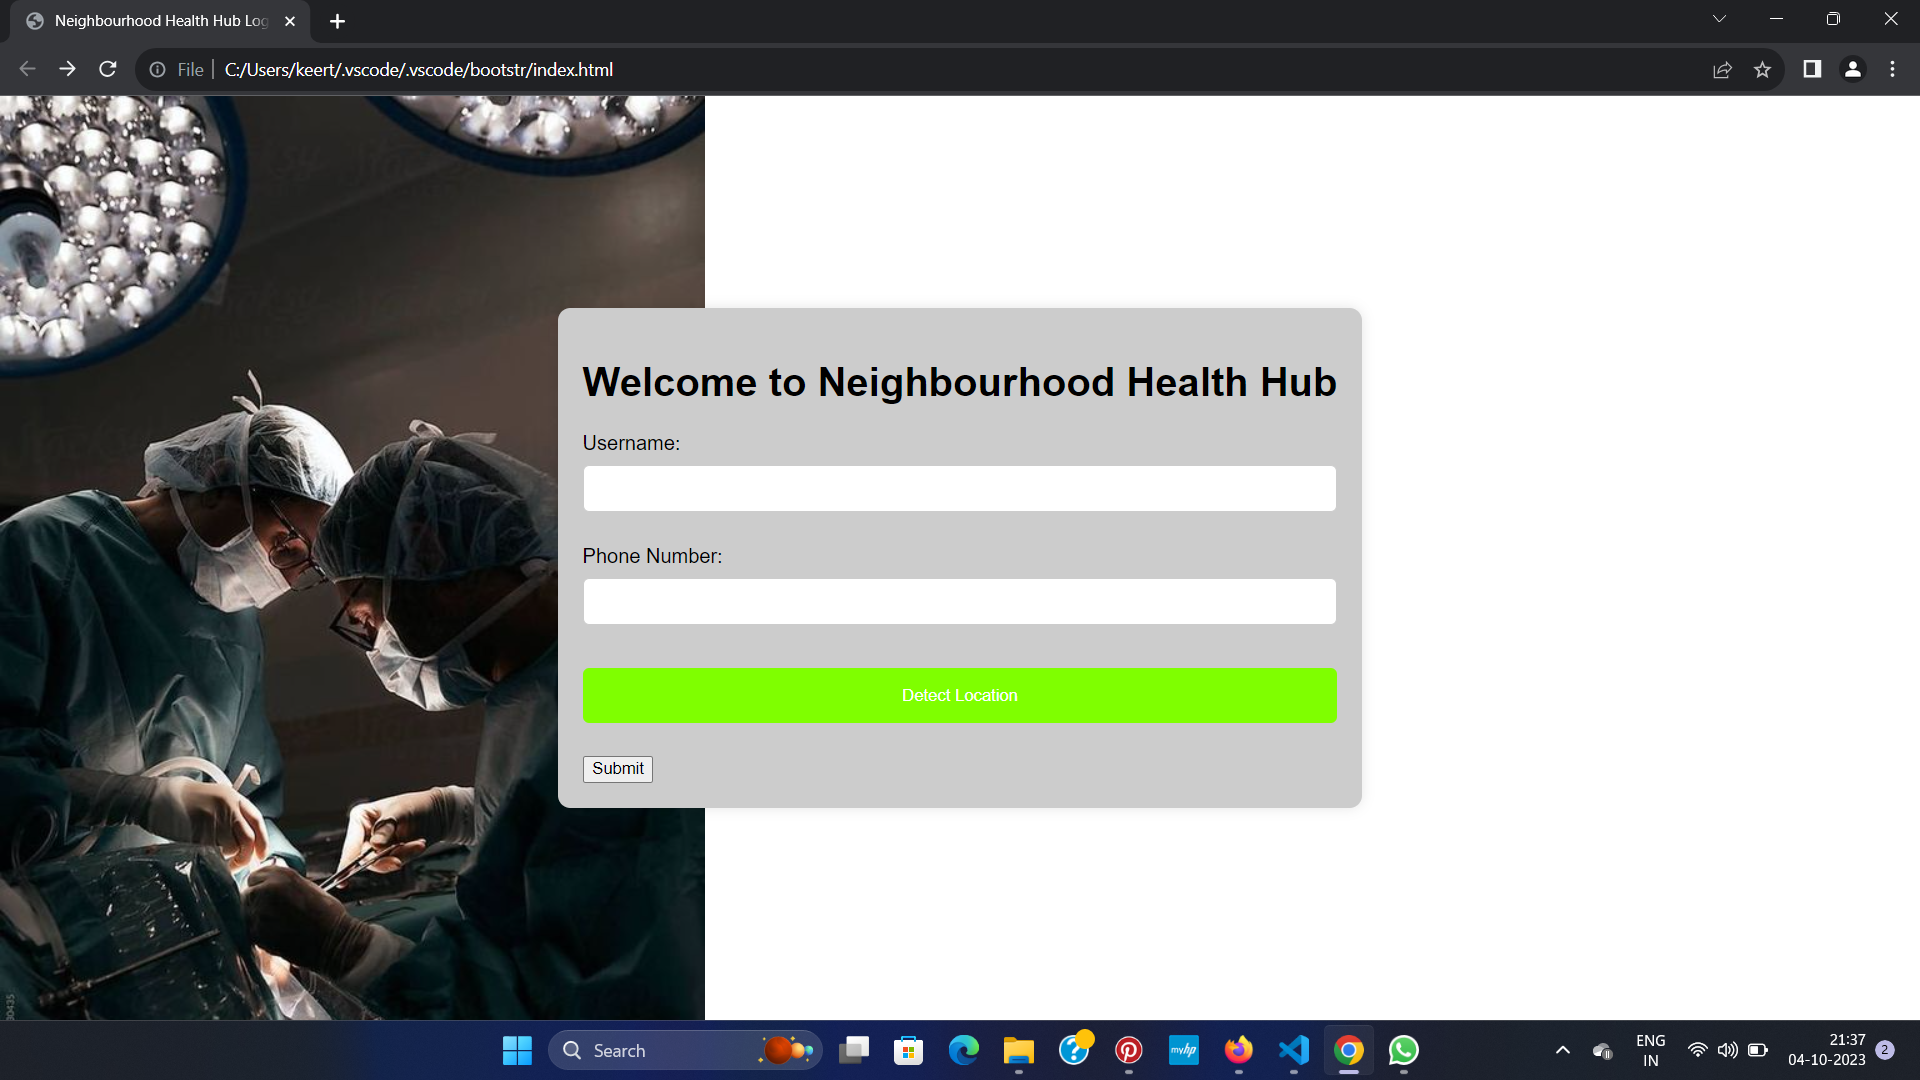 Neighbourhood Health Hub Log
File
C:/Users/keert/.vscode/.vscode/bootstr/index.html
Welcome to Neighbourhood Health Hub
Username:
Phone Number:
Detect Location
Submit
Search
myhp
ENG
IN
21:37
04-10-2023
2